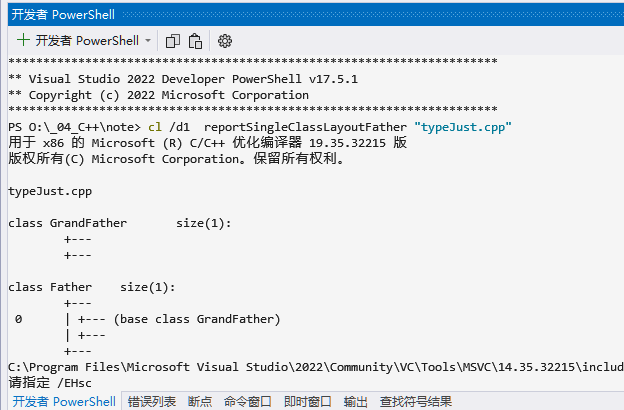 开发者 PowerShell
+ 开发者 PowerShell
******************************************************************
** Visual Studio 2022 Developer PowerShell v17.5.1
** Copyright (c) 2022 Microsoft Corporation
******************************************************************
PS O:\_04_C++\note> cl /d1  reportSingleClassLayoutFather "typeJust.cpp"
用于 x86 的 Microsoft (R) C/C++ 优化编译器 19.35.32215 版
版权所有(C) Microsoft Corporation。保留所有权利。
typeJust.cpp
class GrandFather	size(1):
	+---
	+---
class Father	size(1):
	+---
 0	| +--- (base class GrandFather)
	| +---
	+---
C:\Program Files\Microsoft Visual Studio\2022\Community\VC\Tools\MSVC\14.35.32215\includ
请指定 /EHsc
开发者 PowerShell 错误列表 断点 命令窗口 即时窗口 输出 查找符号结果